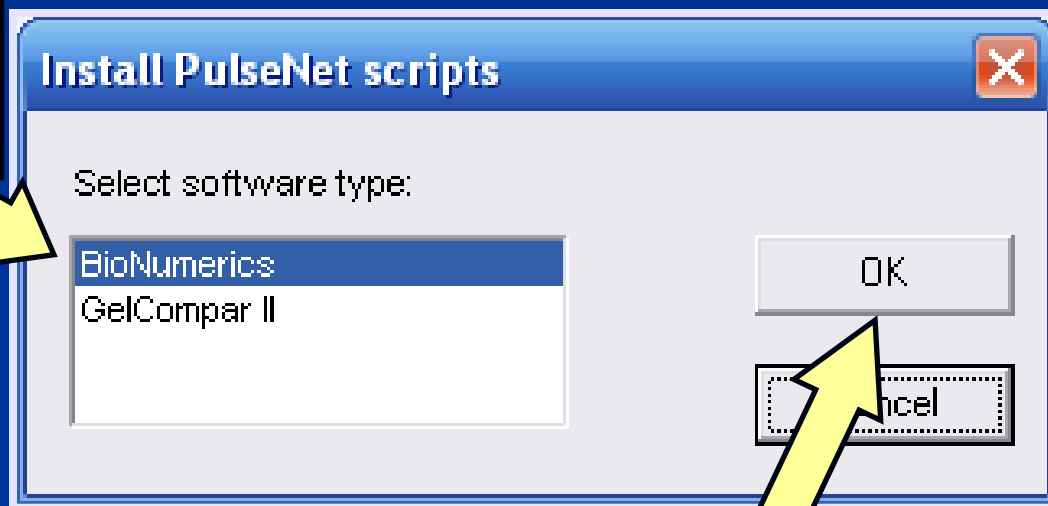 Install PulseNet scripts
Select software type:
BioNumerics
OK
GelCompar II